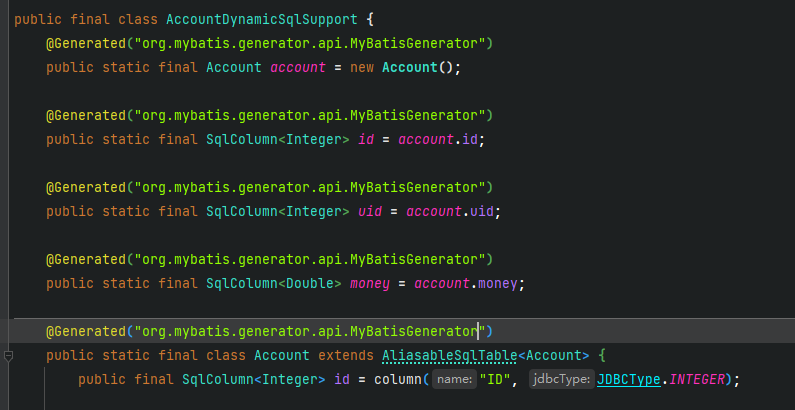 public final class AccountDynamicSqlSupport {
@Generated("org.mybatis.generator.api.MyBatisGenerator")
public static final Account account = new Account();
@Generated("org.mybatis.generator.api.MyBatisGenerator")
public static final SqlColumn<Integer> id = account.id;
@Generated("org.mybatis.generator.api.MyBatisGenerator")
public static final SqlColumn<Integer> uid = account.uid;
@Generated("org.mybatis.generator.api.MyBatisGenerator")
public static final SqlColumn<Double> money = account.money;
@Generated("org.mybatis.generator.api.MyBatisGenerator")
public static final class Account extends AliasableSqlTable<Account> {
public final SqlColumn<Integer> id = column( name: "ID", jdbcType: JDBCType.INTEGER);